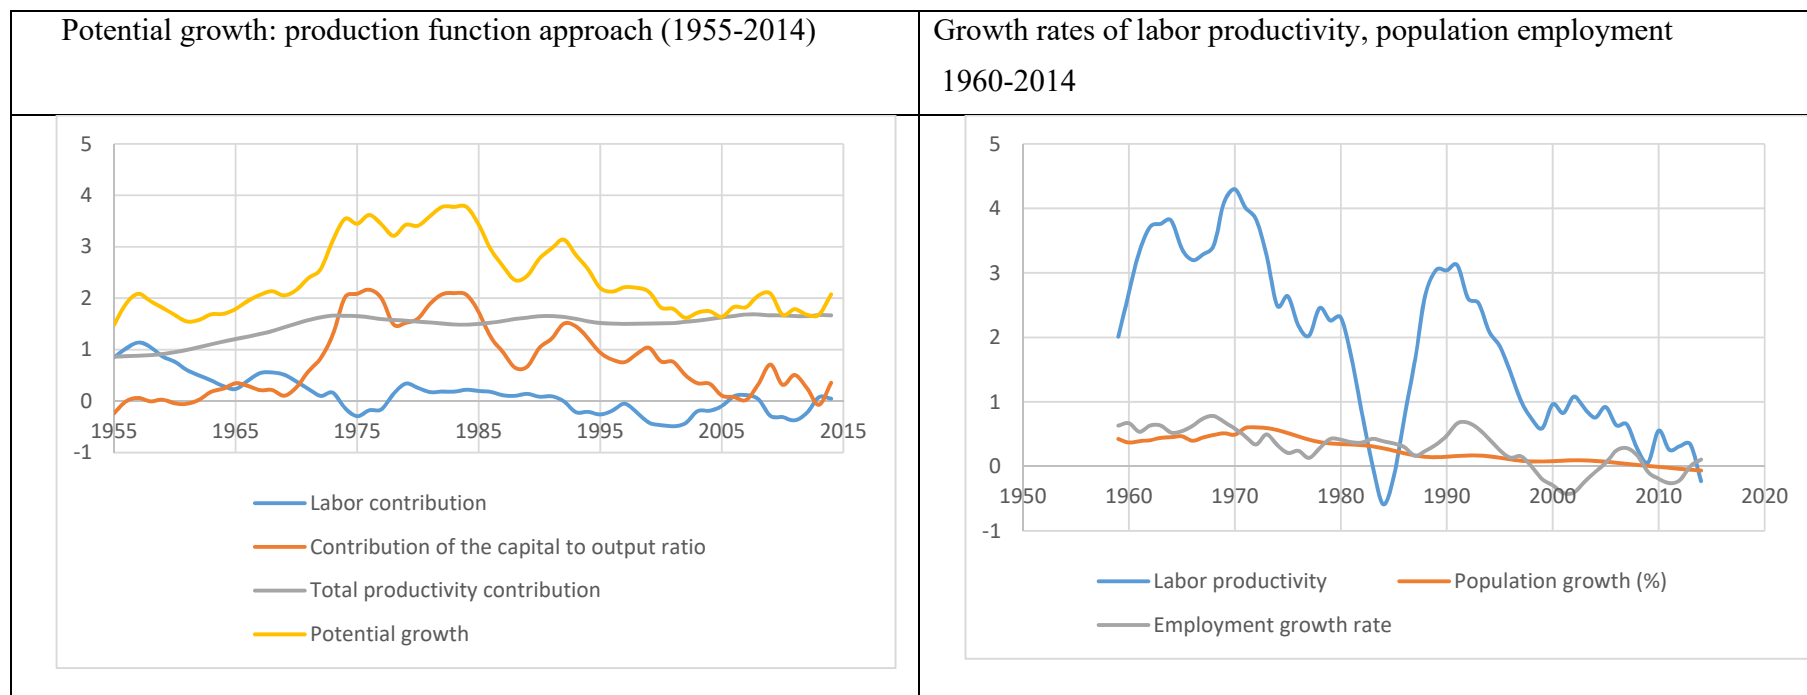 Potential growth: production function approach (1955-2014)
Growth rates of labor productivity, population employment
1960-2014
5
4
3
2
1
0
-1
1955 1965 1975 1985 1995 2005 2015
Labor contribution
Contribution of the capital to output ratio
Total productivity contribution
Potential growth
5
4
3
2
1
0
-1
1950 1960 1970 1980 1990 2000 2010 2020
Labor productivity
Population growth (%)
Employment growth rate